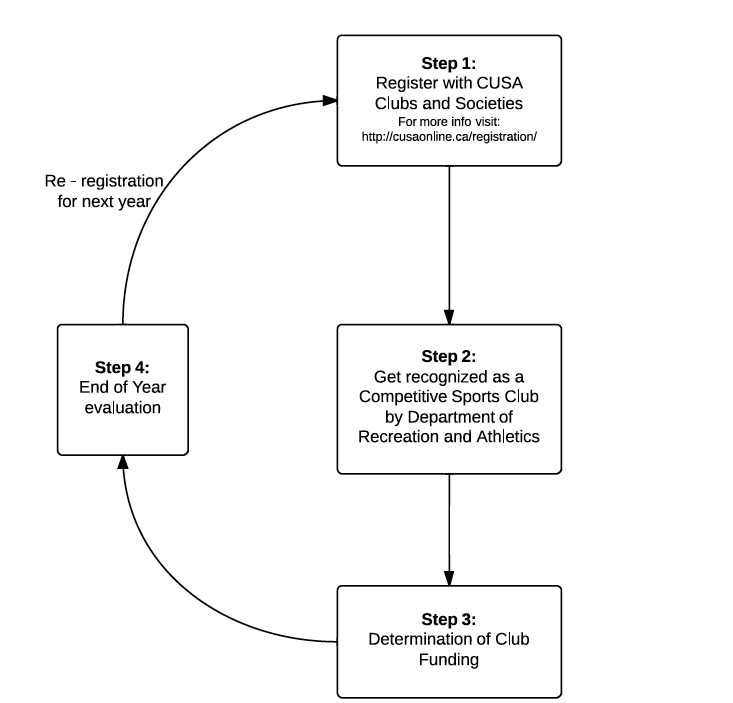 Step 1:
Register with CUSA
Clubs and Societies
For more info visit:
http://cusaonline.ca/registration/
Re - registration
for next year
Step 2:
Get recognized as a
Competitive Sports Club
by Department of
Recreation and Athletics
Step 4:
End of Year
evaluation
Step 3:
Determination of Club
Funding